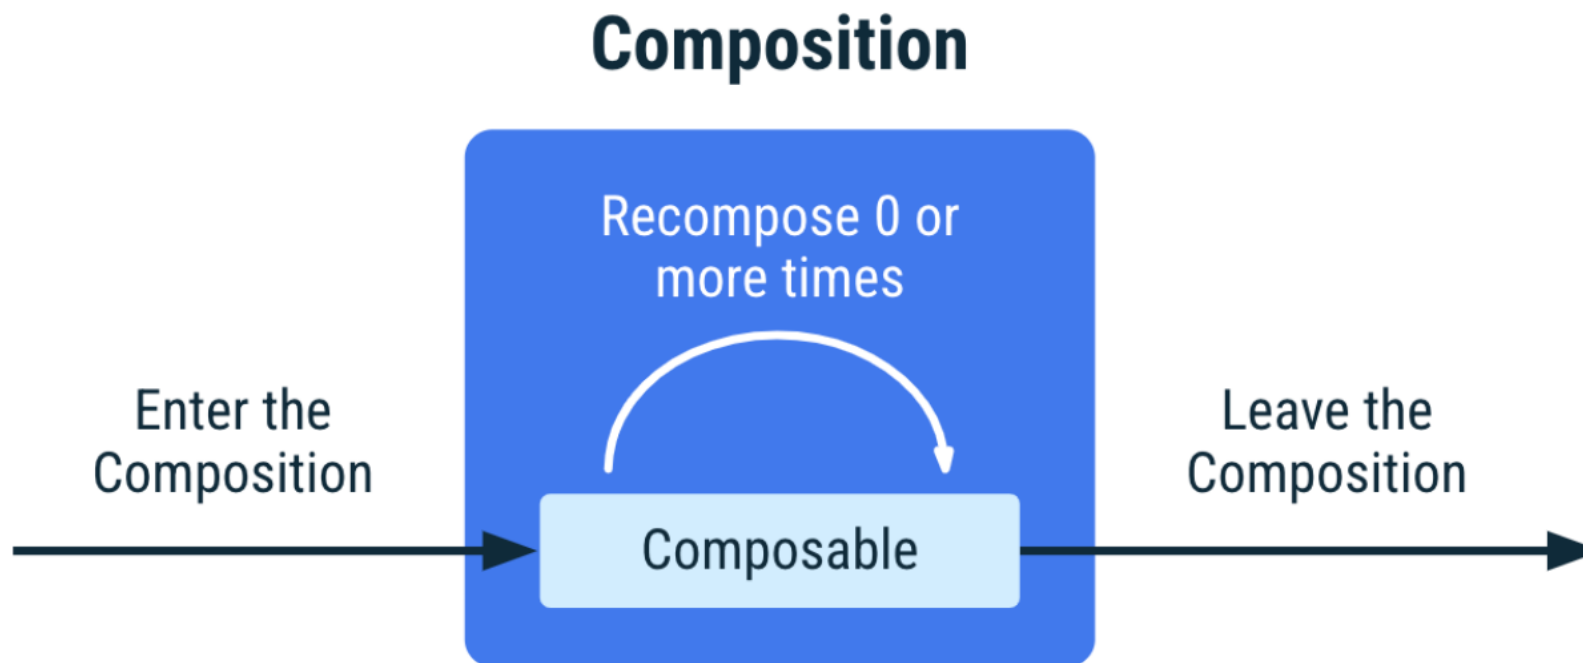 Composition
Recompose 0 or
more times
Enter the
Composition
Composable
Leave the
Composition